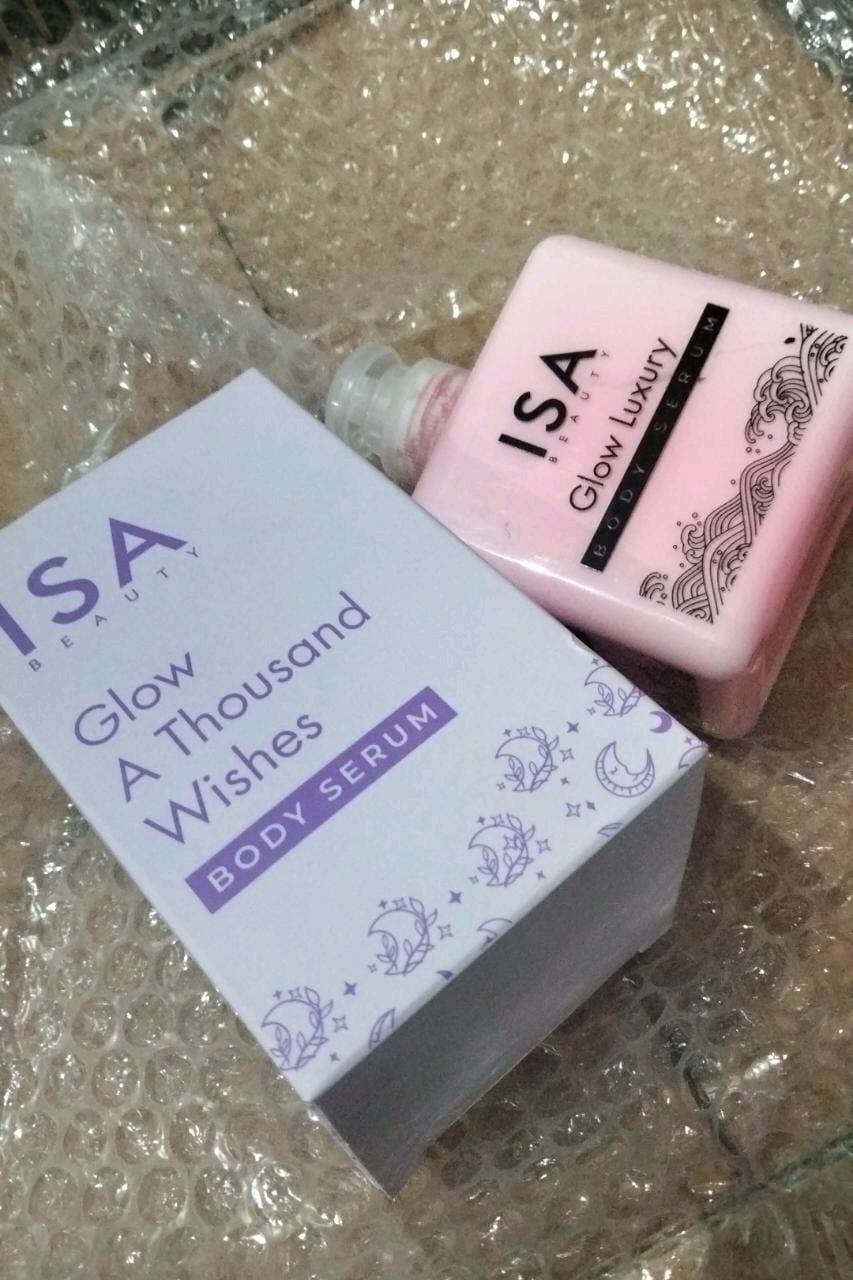 ISA
BEAUTY
Glow
A Thousand
Wishes
BODY SERUM
ISA
BEAUTY
Glow Luxury
BODY SERUM